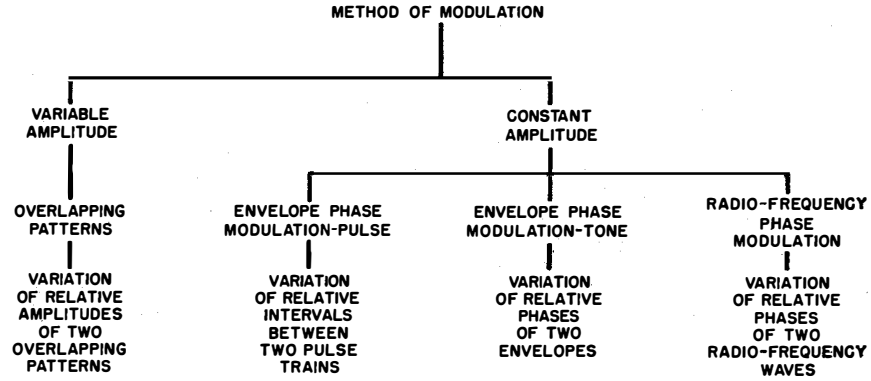 METHOD OF MODULATION
VARIABLE
AMPLITUDE
CONSTANT
AMPLITUDE
OVERLAPPING
PATTERNS
ENVELOPE PHASE
MODULATION-PULSE
ENVELOPE PHASE
MODULATION-TONE
RADIO-FREQUENCY
PHASE
MODULATION
VARIATION
OF RELATIVE
AMPLITUDES
OF TWO
OVERLAPPING
PATTERNS
VARIATION
OF RELATIVE
INTERVALS
BETWEEN
TWO PULSE
TRAINS
VARIATION
OF RELATIVE
PHASES
OF TWO
ENVELOPES
VARIATION
OF RELATIVE
PHASES
OF TWO
RADIO-FREQUENCY
WAVES